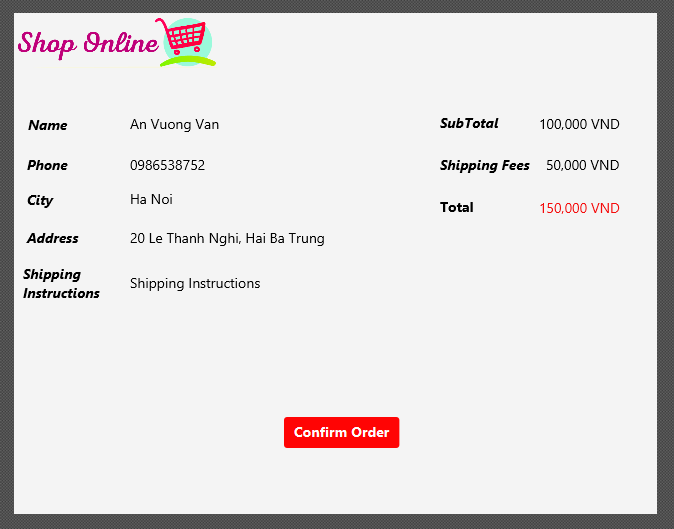 Shop Online
Name An Vuong Van
Phone 0986538752
City Ha Noi
Address 20 Le Thanh Nghi, Hai Ba Trung
Shipping
Instructions
Shipping Instructions
SubTotal 100,000 VND
Shipping Fees 50,000 VND
Total 150,000 VND
Confirm Order